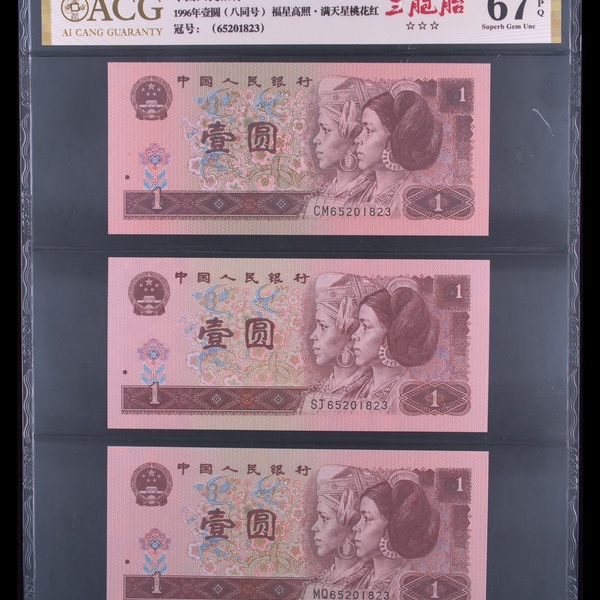 ACG
AI CANG GUARANTY
1996年壹圓（八同号） 福星高照·满天星桃花红
冠号：（65201823）
三胞胎
☆☆☆
67
PQ
Superb Gem Unc
中国人民银行
1
壹圆
CM65201823
1
1
中国人民银行
1
壹圆
SJ65201823
1
1
中国人民银行
1
壹圆
MQ65201823
1
1